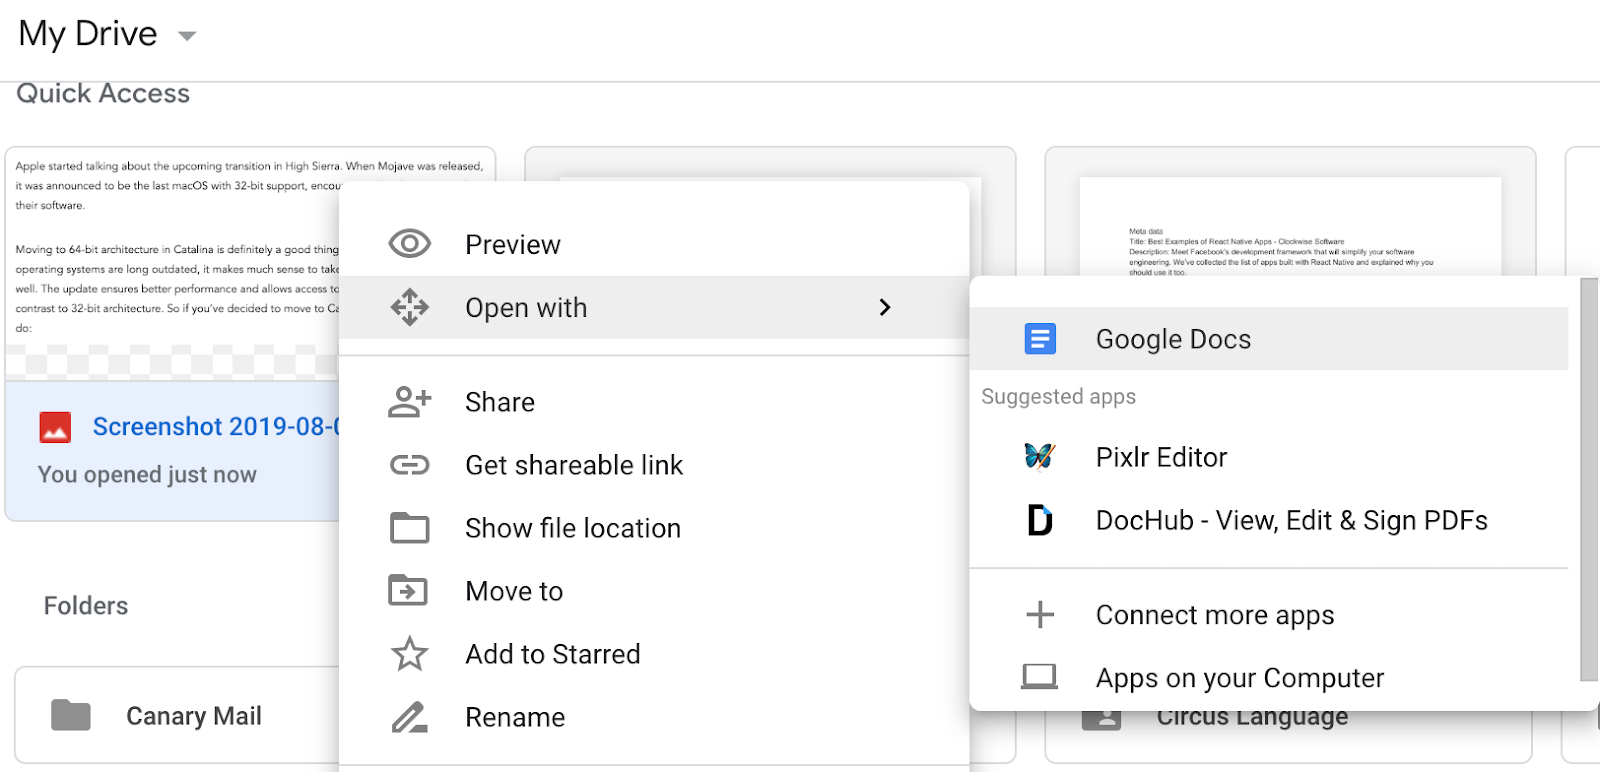 My Drive
Quick Access
Apple started talking about the upcoming transition in High Sierra. When Mojave was released,
it was announced to be the last macOS with 32-bit support,
their software.
Moving to 64-bit architecture in Catalina is definitely a good thing
operating systems are long outdated, it makes much sense to take
well. The update ensures better performance and allows access to
contrast to 32-bit architecture. So if you've decided to move to
do:
Screenshot 2019-08-
You opened just now
Folders
Canary Mail
Preview
Open with
Share
Get shareable link
Show file location
Move to
Add to Starred
Rename
Meta data
Title: Best Examples of React Native Apps - Clockwise Software
Description: Meet Facebook's development framework that will simplify your software
engineering. We've collected the list of apps built with React Native and explained why you
should use it too.
Google Docs
Suggested apps
Pixlr Editor
DocHub - View, Edit & Sign PDFs
Connect more apps
Apps on your Computer
Circus Language